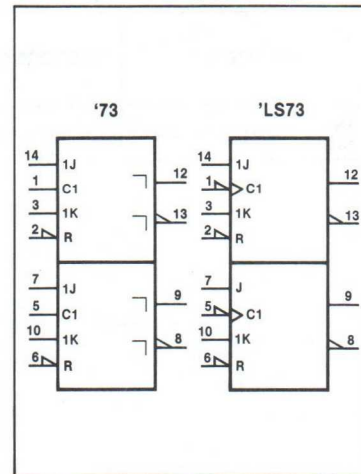 '73 'LS73
14 1J 12 14 1J 12
1 C1 1 C1
3 1K 13 3 1K 13
2 R 2 R
7 1J 9 7 J 9
5 C1 5 C1
10 1K 8 10 1K 8
6 R 6 R